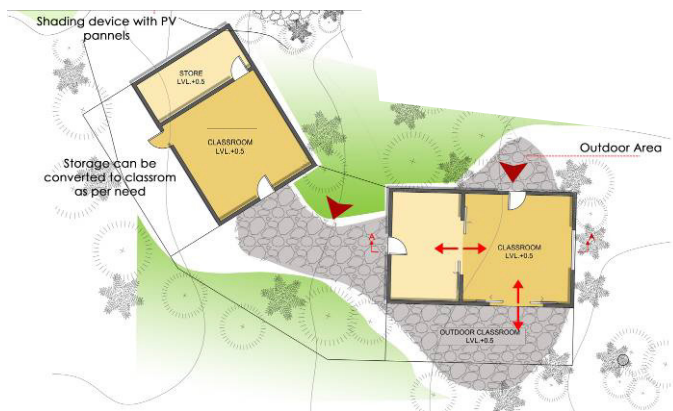 Shading device with PV
pannels
STORE
LVL.+0.5
CLASSROOM
LVL.+0.5
Storage can be
converted to classrom
as per need
Outdoor Area
A
CLASSROOM
LVL.+0.5
A
OUTDOOR CLASSROOM
LVL.+0.5